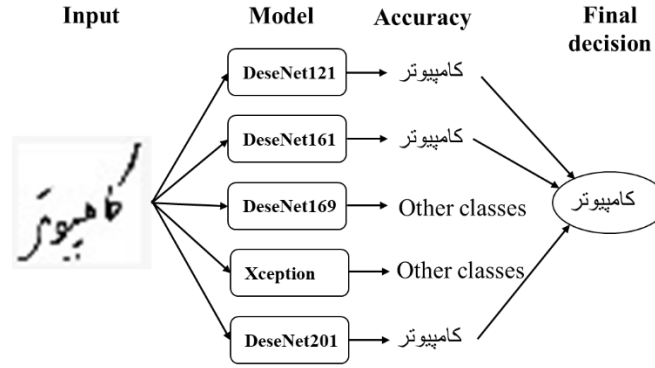 Input Model Accuracy Final decision
DeseNet121 کامپیوتر
DeseNet161 کامپیوتر
کامپیوتر
DeseNet169 Other classes
کامپیوتر
Xception Other classes
DeseNet201 کامپیوتر